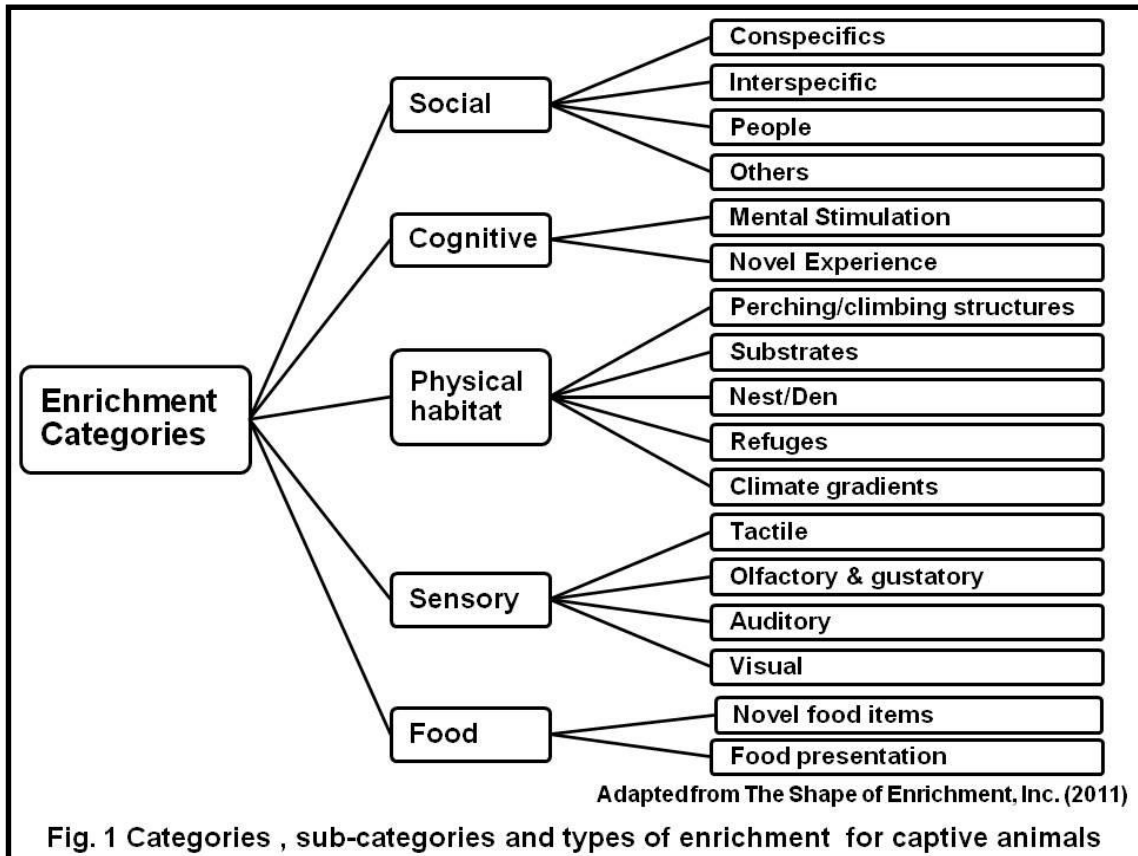 Enrichment
Categories
Social
Conspecifics
Interspecific
People
Others
Cognitive
Mental Stimulation
Novel Experience
Physical
habitat
Perching/climbing structures
Substrates
Nest/Den
Refuges
Climate gradients
Sensory
Tactile
Olfactory & gustatory
Auditory
Visual
Food
Novel food items
Food presentation
Adapted from The Shape of Enrichment, Inc. (2011)
Fig. 1 Categories , sub-categories and types of enrichment for captive animals